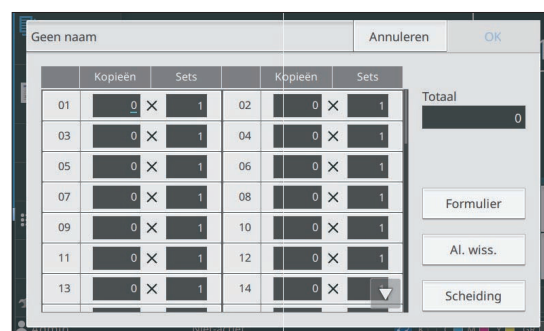 Geen naam Annuleren OK
Kopieën Sets Kopieën Sets
Totaal
0
01 0 × 1 02 0 × 1
03 0 × 1 04 0 × 1
05 0 × 1 06 0 × 1
07 0 × 1 08 0 × 1
Formulier
09 0 × 1 10 0 × 1
11 0 × 1 12 0 × 1
Al. wiss.
13 0 × 1 14 0 ×
Scheiding